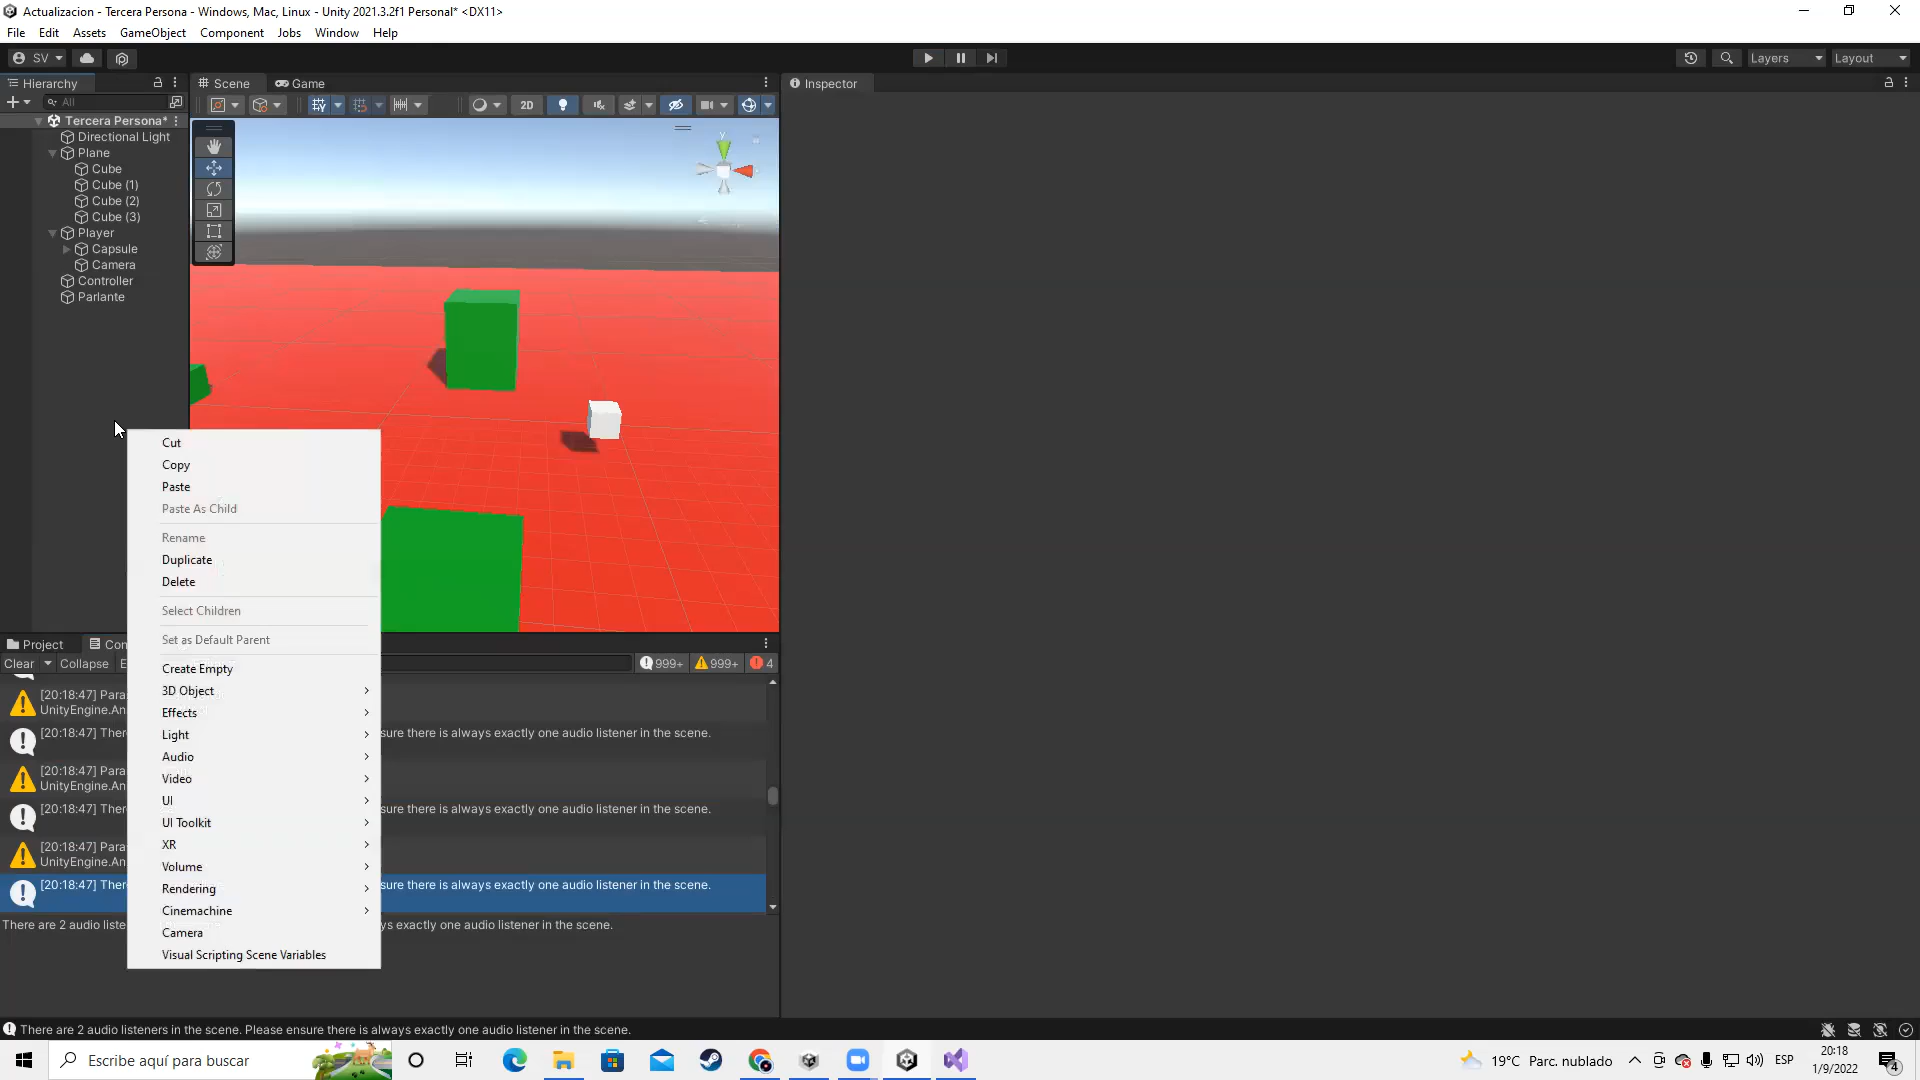 Actualizacion - Tercera Persona - Windows, Mac, Linux - Unity 2021.3.2f1 Personal* <DX11>
File Edit Assets GameObject Component Jobs Window Help
SV Layers Layout
Hierarchy Scene Game Inspector
All 2D
Tercera Persona*
Directional Light
Plane
Cube
Cube (1)
Cube (2)
Cube (3)
Player
Capsule
Camera
Controller
Parlante
y
Cut
Copy
Paste
Paste As Child
Rename
Duplicate
Delete
Select Children
Set as Default Parent
Create Empty
3D Object
Effects
Light
Audio
Video
UI
UI Toolkit
XR
Volume
Rendering
Cinemachine
Camera
Visual Scripting Scene Variables
Project Con
Clear Collapse E 999+ 999+ 4
[20:18:47] Para
UnityEngine.An
[20:18:47] Ther sure there is always exactly one audio listener in the scene.
[20:18:47] Para
UnityEngine.An
[20:18:47] Ther sure there is always exactly one audio listener in the scene.
[20:18:47] Para
UnityEngine.An
[20:18:47] Ther sure there is always exactly one audio listener in the scene.
There are 2 audio liste ys exactly one audio listener in the scene.
There are 2 audio listeners in the scene. Please ensure there is always exactly one audio listener in the scene.
Escribe aquí para buscar
19°C Parc. nublado ESP
20:18
1/9/2022
4